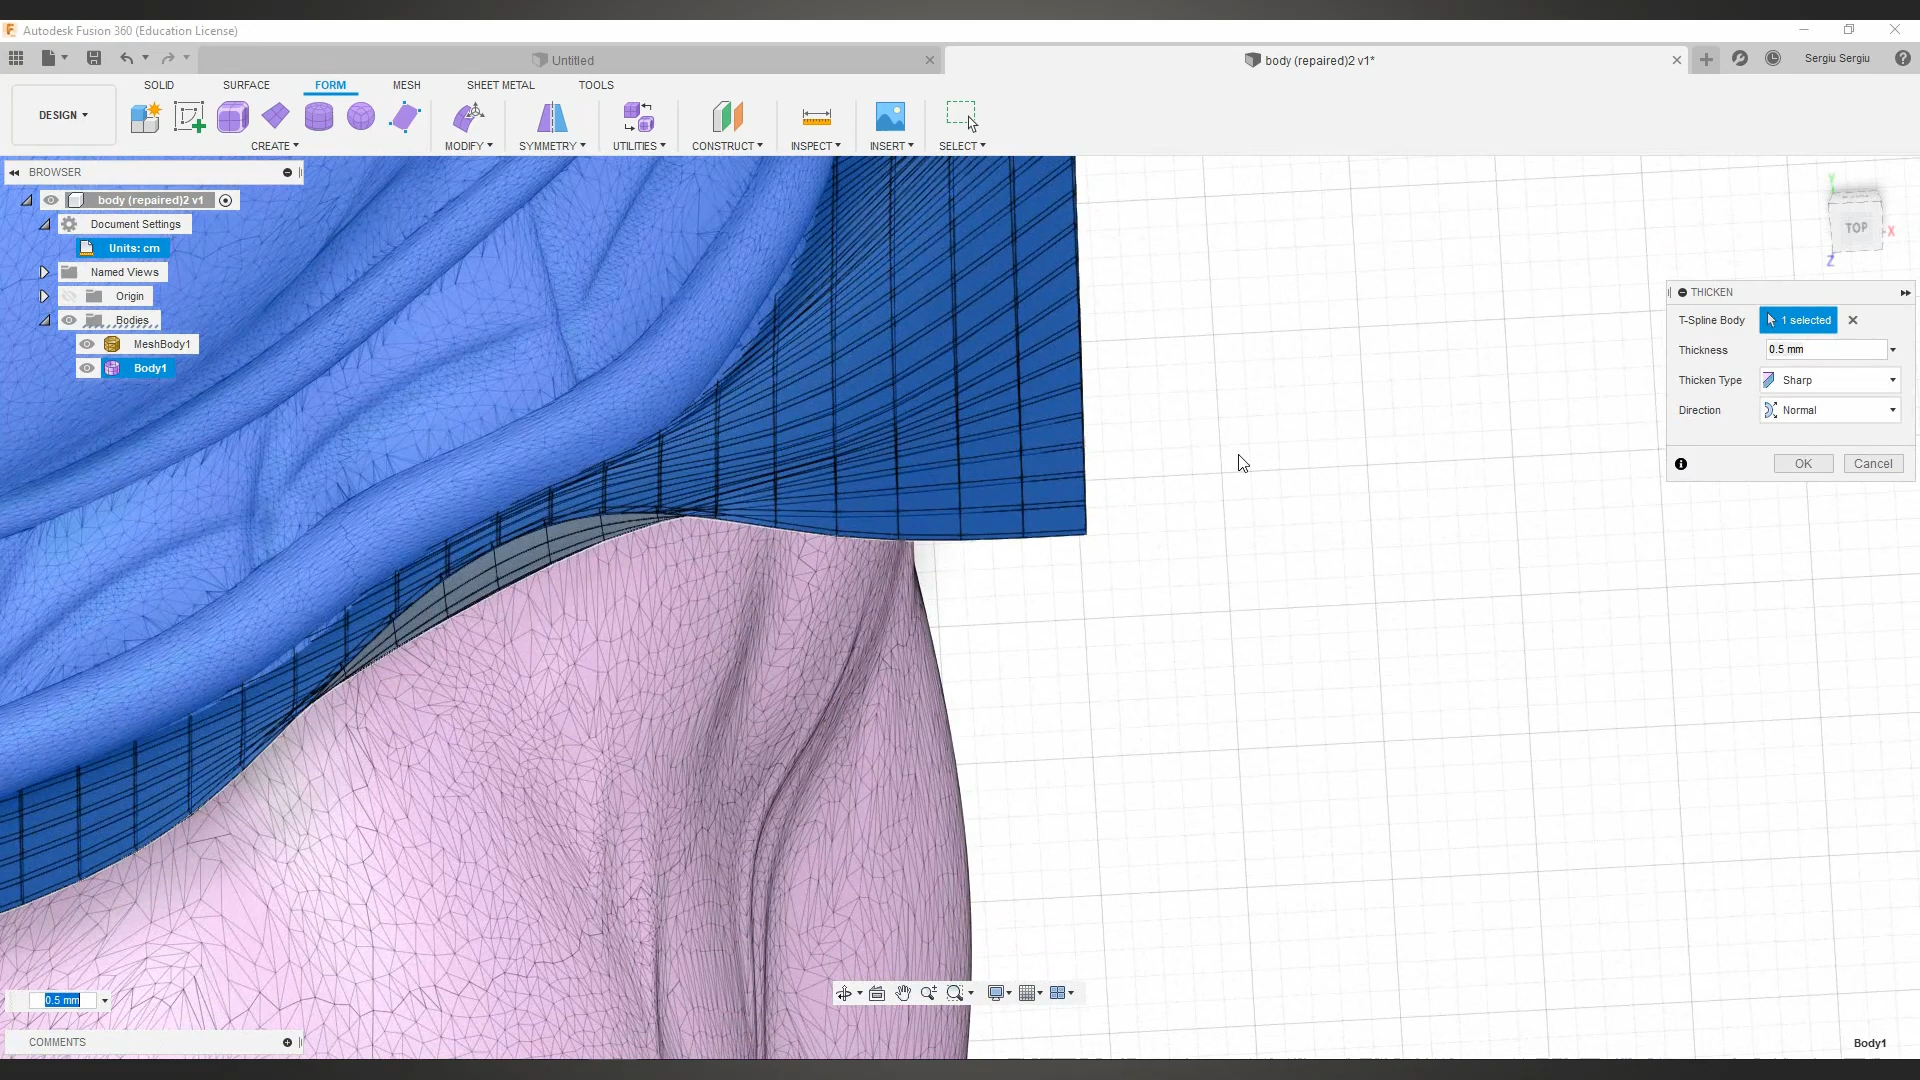 Autodesk Fusion 360 (Education License)
Untitled
body (repaired)2 v1*
Sergiu Sergiu
SOLID
SURFACE
FORM
MESH
SHEET METAL
TOOLS
DESIGN
CREATE
MODIFY
SYMMETRY
UTILITIES
CONSTRUCT
INSPECT
INSERT
SELECT
BROWSER
body (repaired)2 v1
Document Settings
Units: cm
Named Views
Origin
Bodies
MeshBody1
Body1
Y
TOP
X
Z
THICKEN
T-Spline Body
1 selected
Thickness
0.5 mm
Thicken Type
Sharp
Direction
Normal
OK
Cancel
0.5 mm
COMMENTS
Body1